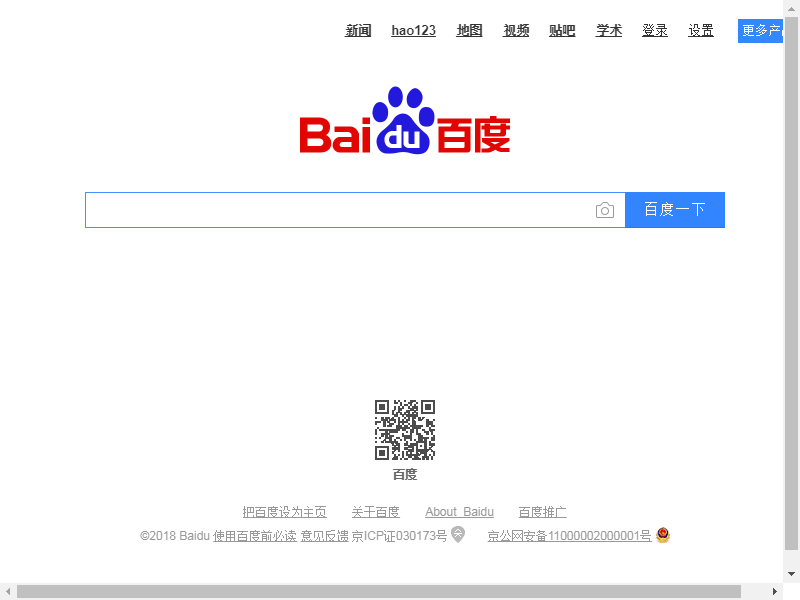 新闻 hao123 地图 视频 贴吧 学术 登录 设置 更多产
Bai du 百度
百度一下
百度
把百度设为主页 关于百度 About Baidu 百度推广
©2018 Baidu 使用百度前必读 意见反馈 京ICP证030173号 京公网安备11000002000001号